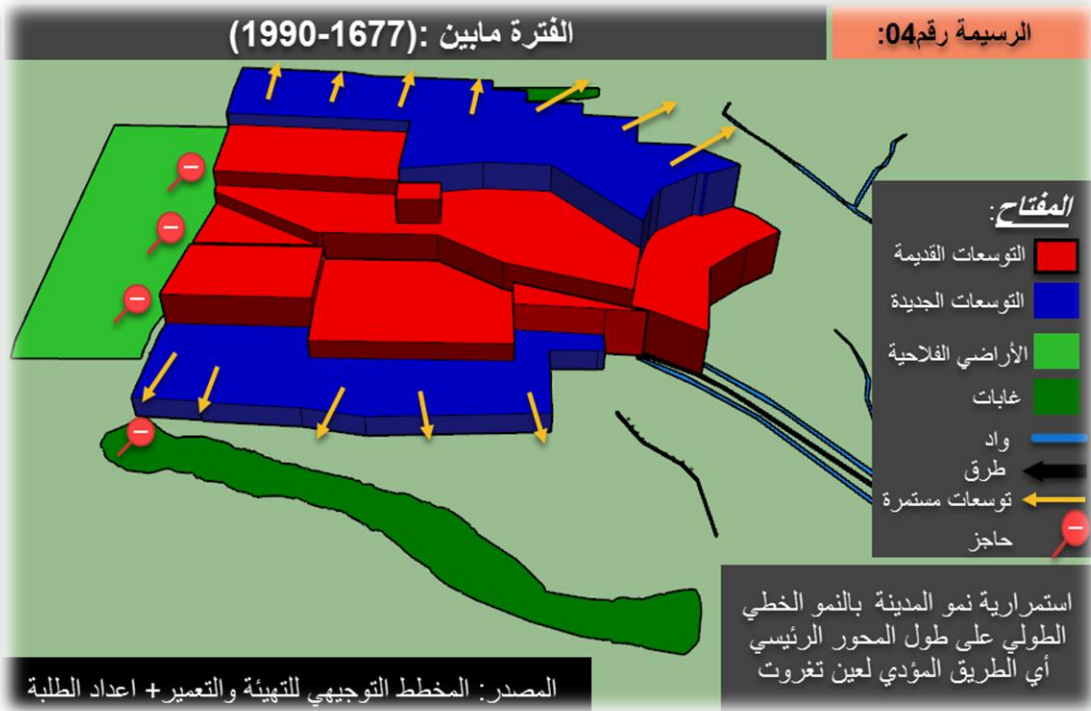 الرسيمة رقم04:
الفترة مابين :(1677-1990)
المفتاح:
التوسعات القديمة
التوسعات الجديدة
الأراضي الفلاحية
غابات
واد
طرق
توسعات مستمرة
حاجز
استمرارية نمو المدينة بالنمو الخطي
الطولي على طول المحور الرئيسي
أي الطريق المؤدي لعين تغروت
المصدر: المخطط التوجيهي للتهيئة والتعمير+ اعداد الطلبة